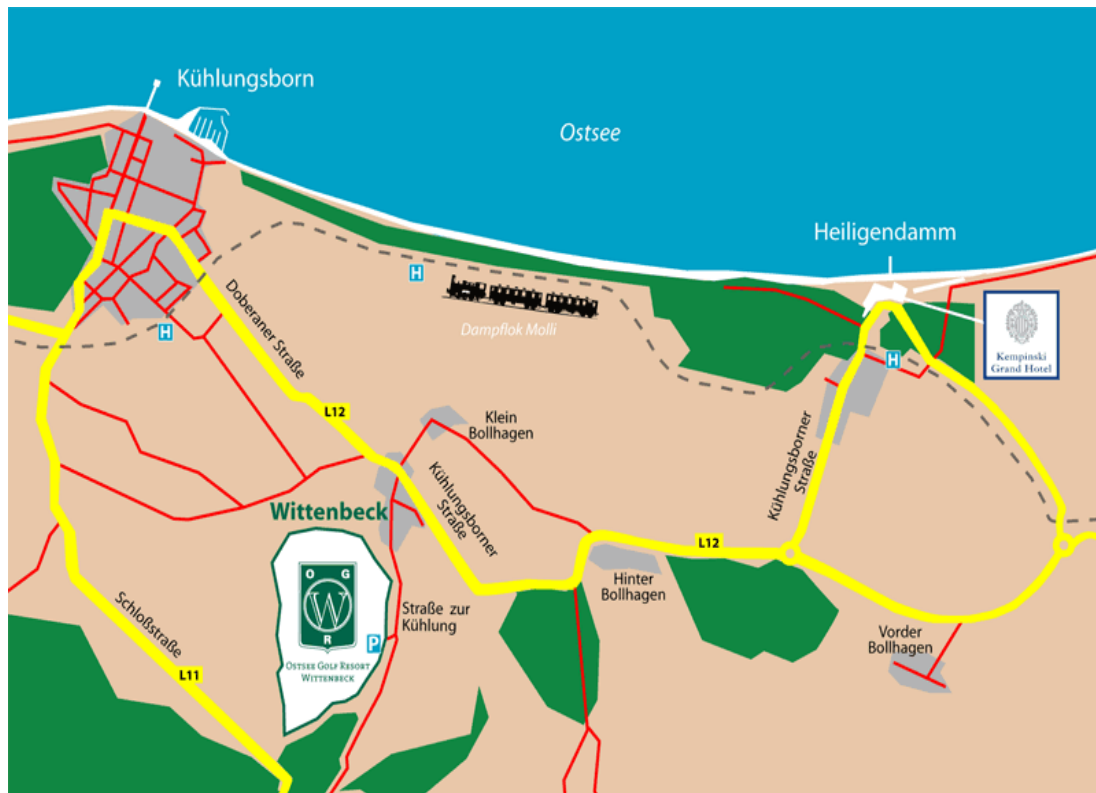 Kühlungsborn
Ostsee
Heiligendamm
H
H
Dampflok Molli
Kempinski
Grand Hotel
H
Doberaner Straße
L12
Klein
Bollhagen
Kühlungsborner
Straße
Kühlungsborner
Straße
Wittenbeck
L12
Hinter
Bollhagen
O G
W
R
OSTSEE GOLF RESORT
WITTENBECK
P
Straße zur
Kühlung
Schloßstraße
L11
Vorder
Bollhagen